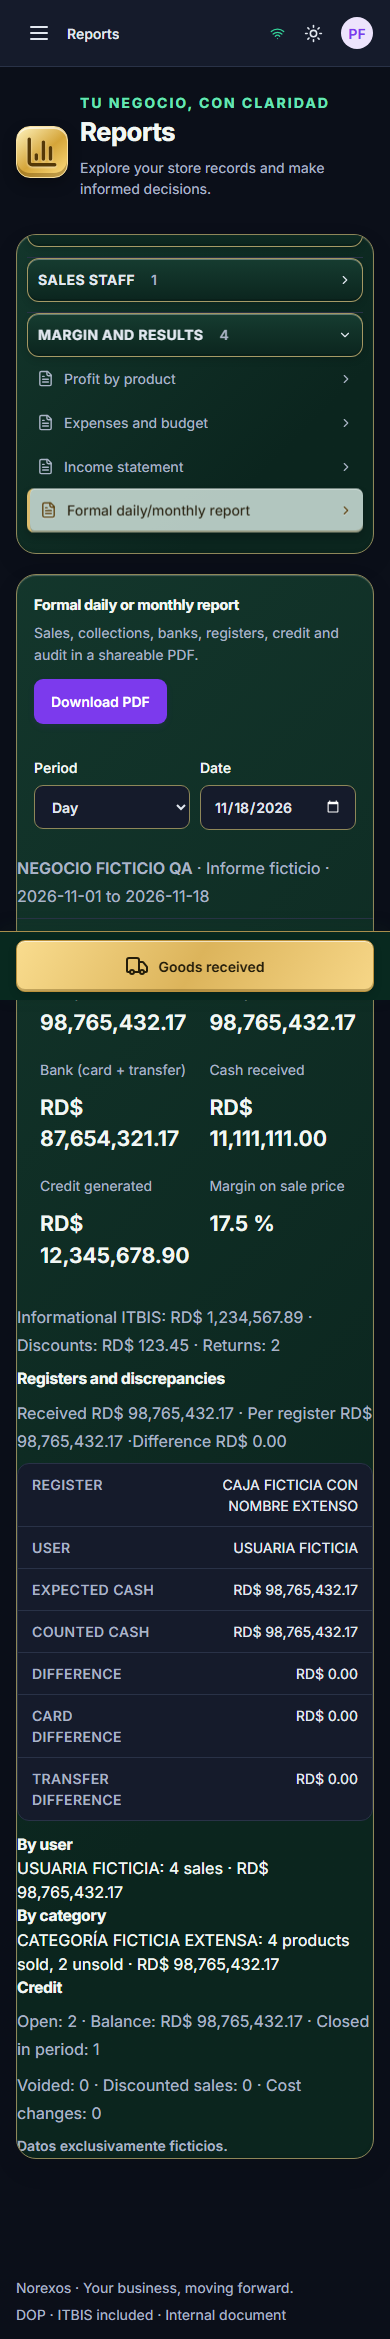 Reports
PF
TU NEGOCIO, CON CLARIDAD
Reports
Explore your store records and make
informed decisions.
SALES STAFF 1
MARGIN AND RESULTS 4
Profit by product
Expenses and budget
Income statement
Formal daily/monthly report
Formal daily or monthly report
Sales, collections, banks, registers, credit and
audit in a shareable PDF.
Download PDF
Period Date
Day 11/18/2026
NEGOCIO FICTICIO QA · Informe ficticio ·
2026-11-01 to 2026-11-18
Goods received
98,765,432.17 98,765,432.17
Bank (card + transfer) Cash received
RD$ RD$
87,654,321.17 11,111,111.00
Credit generated Margin on sale price
RD$ 17.5 %
12,345,678.90
Informational ITBIS: RD$ 1,234,567.89 ·
Discounts: RD$ 123.45 · Returns: 2
Registers and discrepancies
Received RD$ 98,765,432.17 · Per register RD$
98,765,432.17 ·Difference RD$ 0.00
REGISTER CAJA FICTICIA CON
NOMBRE EXTENSO
USER USUARIA FICTICIA
EXPECTED CASH RD$ 98,765,432.17
COUNTED CASH RD$ 98,765,432.17
DIFFERENCE RD$ 0.00
CARD RD$ 0.00
DIFFERENCE
TRANSFER RD$ 0.00
DIFFERENCE
By user
USUARIA FICTICIA: 4 sales · RD$
98,765,432.17
By category
CATEGORÍA FICTICIA EXTENSA: 4 products
sold, 2 unsold · RD$ 98,765,432.17
Credit
Open: 2 · Balance: RD$ 98,765,432.17 · Closed
in period: 1
Voided: 0 · Discounted sales: 0 · Cost
changes: 0
Datos exclusivamente ficticios.
Norexos · Your business, moving forward.
DOP · ITBIS included · Internal document